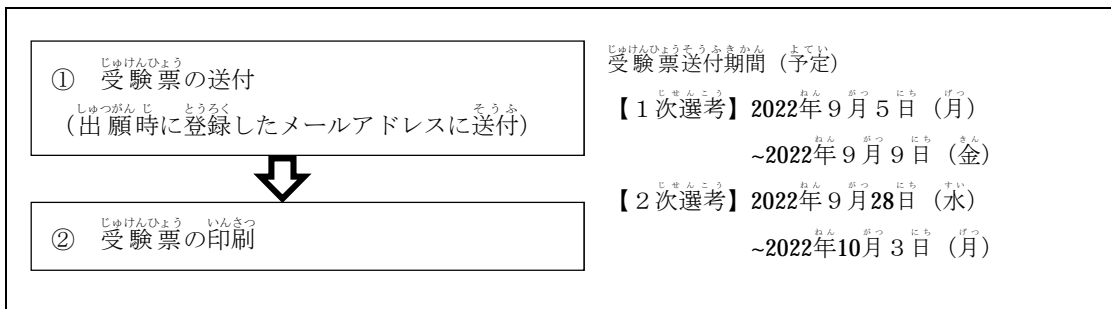 ① 受験票の送付
（出願時に登録したメールアドレスに送付）
② 受験票の印刷
受験票送付期間（予定）
【１次選考】2022年９月５日（月）
~2022年９月９日（金）
【２次選考】2022年９月28日（水）
~2022年10月３日（月）